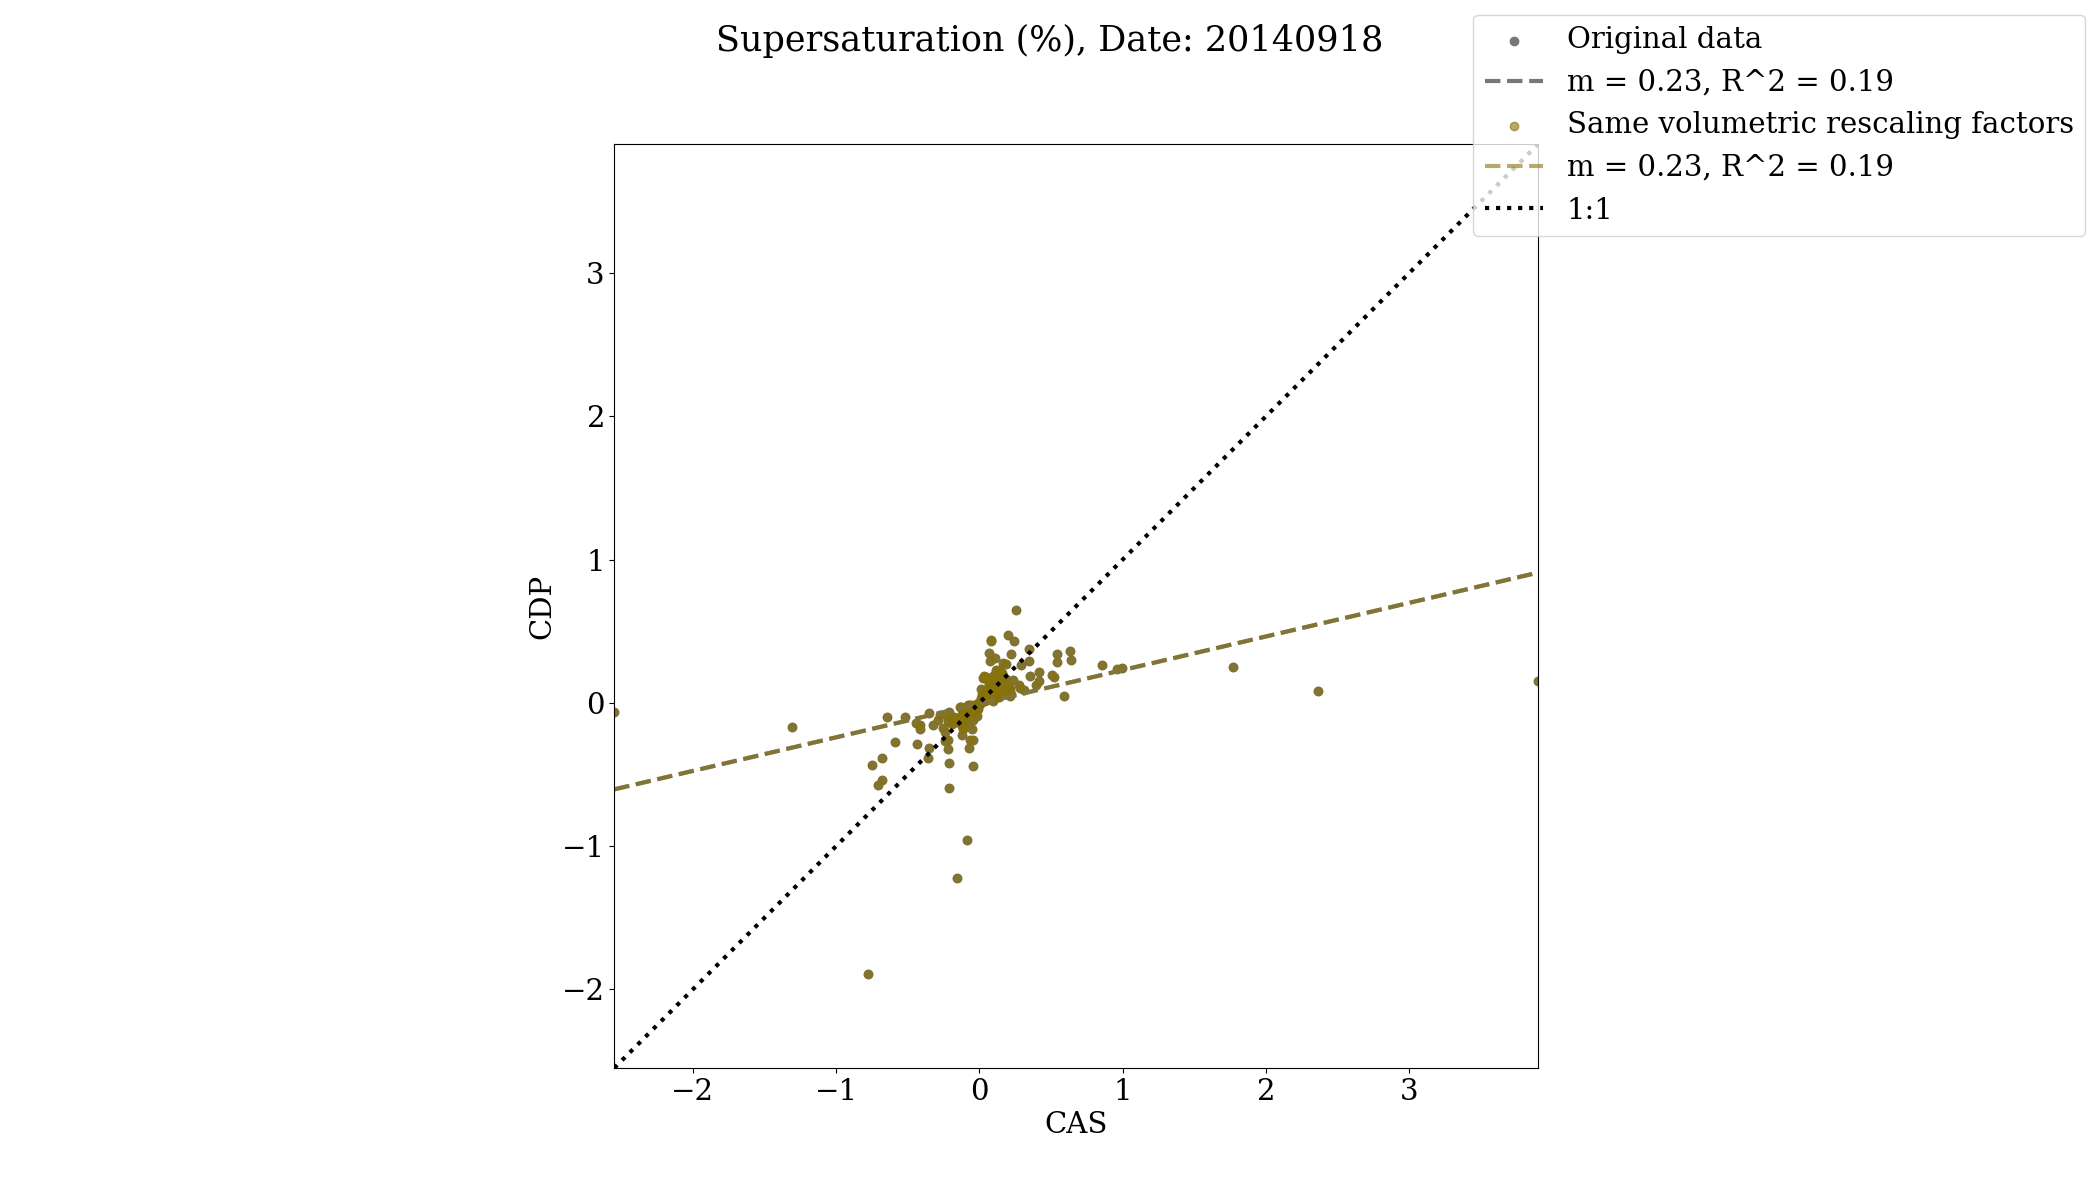 Supersaturation (%), Date: 20140918
Original data
m = 0.23, R^2 = 0.19
Same volumetric rescaling factors
m = 0.23, R^2 = 0.19
1:1
3
2
1
0
−1
−2
CDP
−2 −1 0 1 2 3
CAS